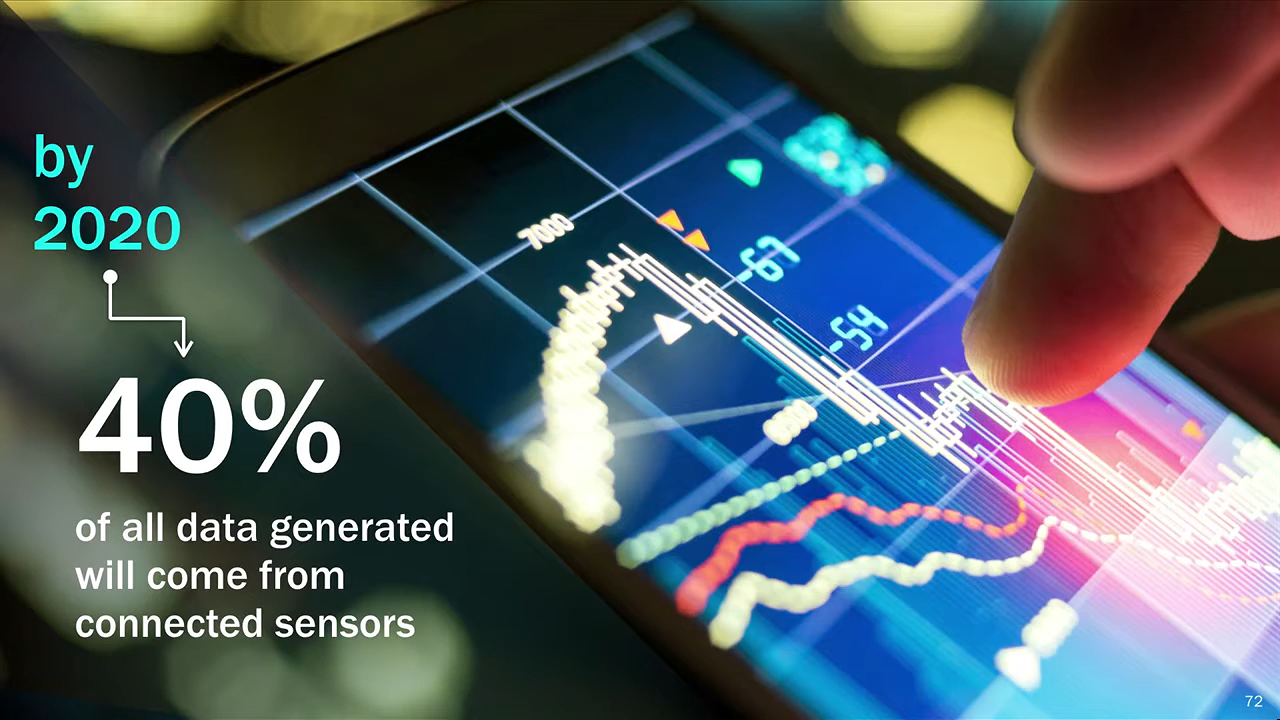 by
2020
40%
of all data generated
will come from
connected sensors
7000
-67
-54
72